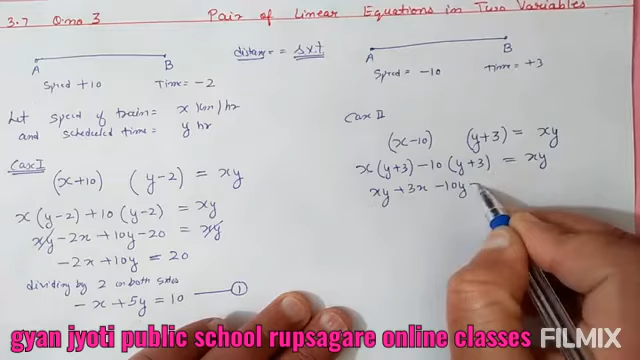 3.7 Q.no 3 Pair of Linear Equations in Two Variables
A B
Speed +10 Time = -2
distance = s x t
A B
Speed = -10 Time = +3
Let speed of train = x km/hr
and scheduled time = y hr
Case I
(x+10) (y-2) = xy
x(y-2)+10(y-2) = xy
xy-2x+10y-20 = xy
-2x+10y = 20
dividing by 2 on both sides
-x+5y = 10 ①
Case II
(x-10) (y+3) = xy
x(y+3)-10(y+3) = xy
xy+3x-10y-
gyan jyoti public school rupsagare online classes
FILMIX